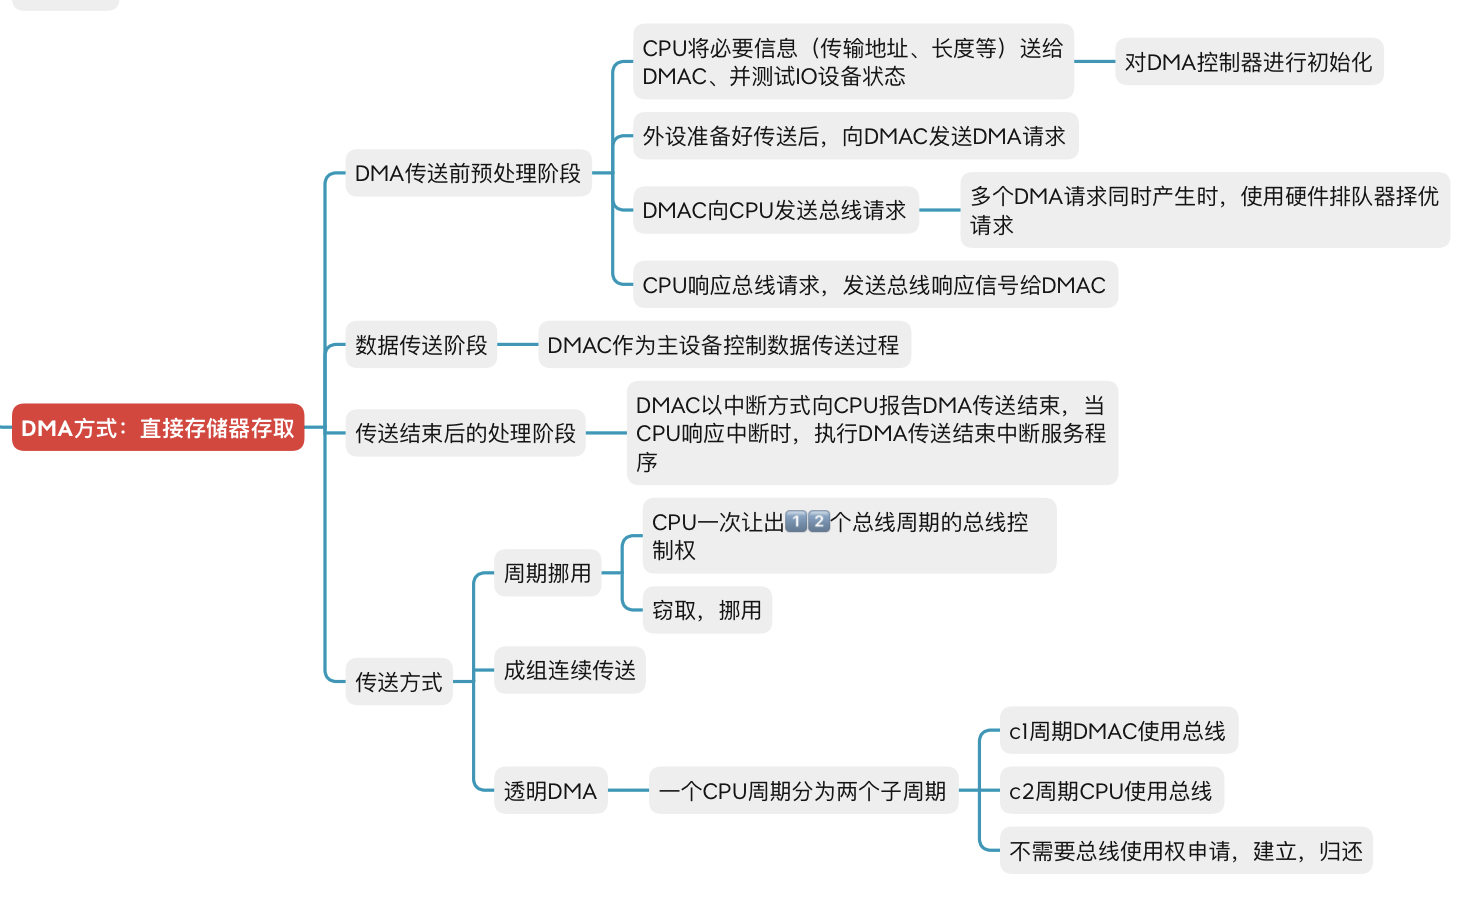 CPU将必要信息（传输地址、长度等）送给
DMAC、并测试IO设备状态
对DMA控制器进行初始化
外设准备好传送后，向DMAC发送DMA请求
DMA传送前预处理阶段
DMAC向CPU发送总线请求
多个DMA请求同时产生时，使用硬件排队器择优
请求
CPU响应总线请求，发送总线响应信号给DMAC
数据传送阶段
DMAC作为主设备控制数据传送过程
DMA方式：直接存储器存取
传送结束后的处理阶段
DMAC以中断方式向CPU报告DMA传送结束，当
CPU响应中断时，执行DMA传送结束中断服务程
序
CPU一次让出1️⃣2️⃣个总线周期的总线控
制权
周期挪用
窃取，挪用
传送方式
成组连续传送
透明DMA
一个CPU周期分为两个子周期
c1周期DMAC使用总线
c2周期CPU使用总线
不需要总线使用权申请，建立，归还